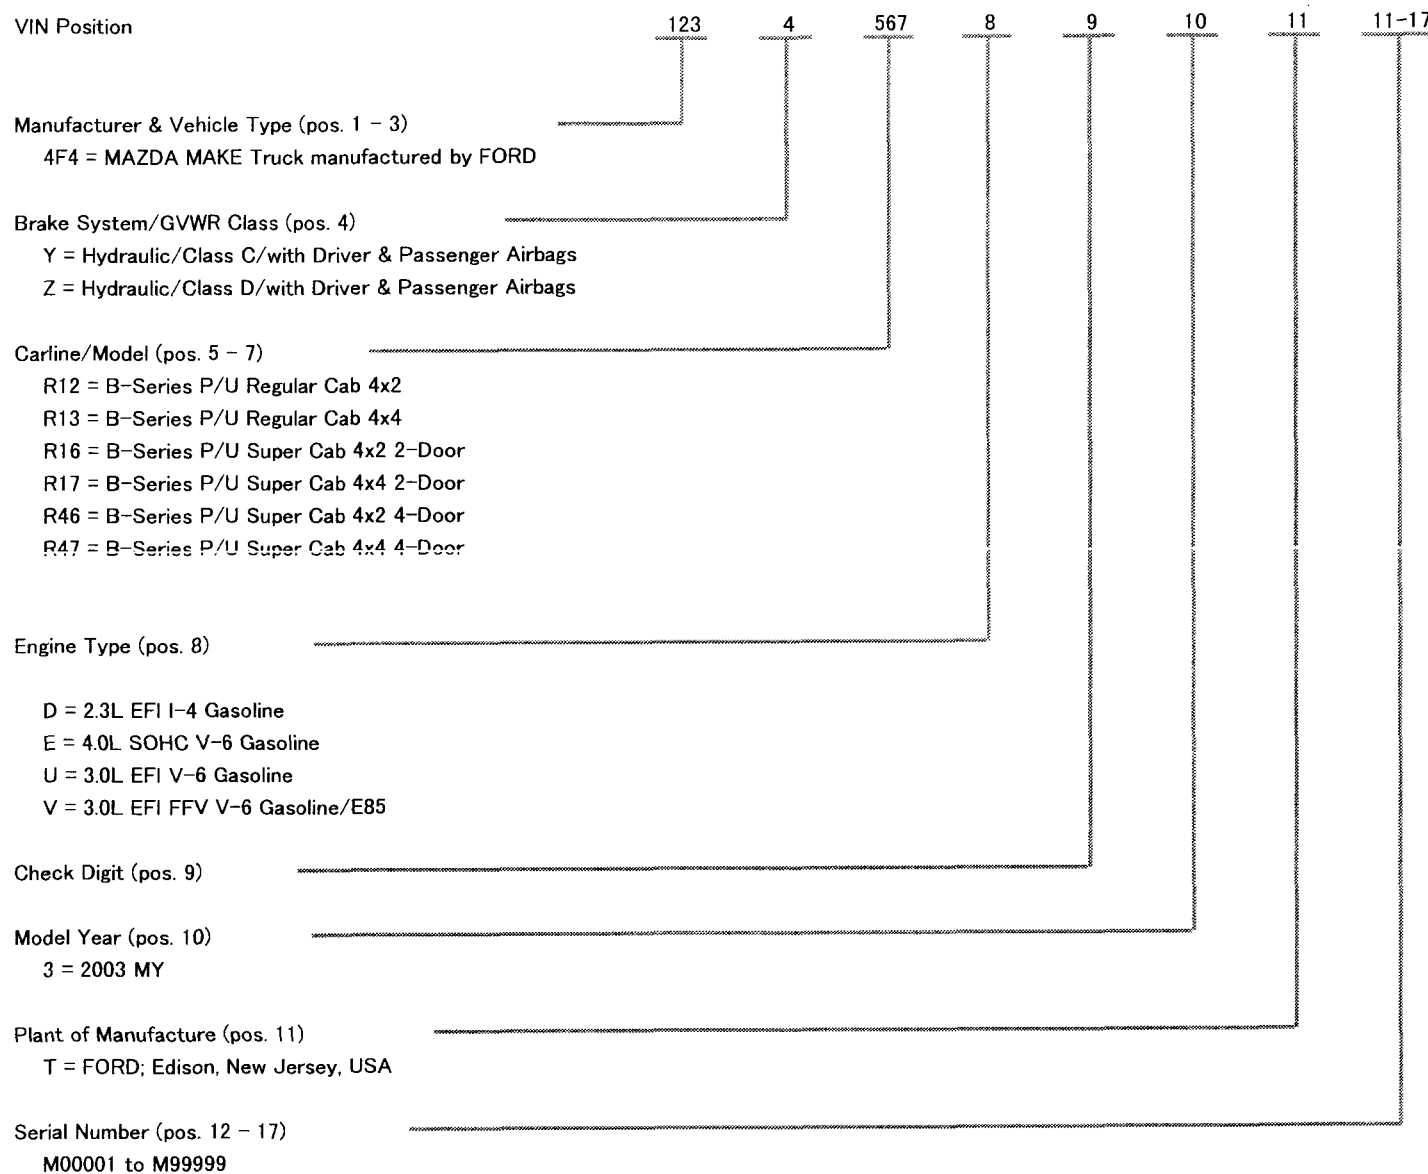 VIN Position 123 4 567 8 9 10 11 11-17
Manufacturer & Vehicle Type (pos. 1 - 3)
4F4 = MAZDA MAKE Truck manufactured by FORD
Brake System/GVWR Class (pos. 4)
Y = Hydraulic/Class C/with Driver & Passenger Airbags
Z = Hydraulic/Class D/with Driver & Passenger Airbags
Carline/Model (pos. 5 - 7)
R12 = B-Series P/U Regular Cab 4x2
R13 = B-Series P/U Regular Cab 4x4
R16 = B-Series P/U Super Cab 4x2 2-Door
R17 = B-Series P/U Super Cab 4x4 2-Door
R46 = B-Series P/U Super Cab 4x2 4-Door
R47 = B-Series P/U Super Cab 4x4 4-Door
Engine Type (pos. 8)
D = 2.3L EFI I-4 Gasoline
E = 4.0L SOHC V-6 Gasoline
U = 3.0L EFI V-6 Gasoline
V = 3.0L EFI FFV V-6 Gasoline/E85
Check Digit (pos. 9)
Model Year (pos. 10)
3 = 2003 MY
Plant of Manufacture (pos. 11)
T = FORD; Edison, New Jersey, USA
Serial Number (pos. 12 - 17)
M00001 to M99999